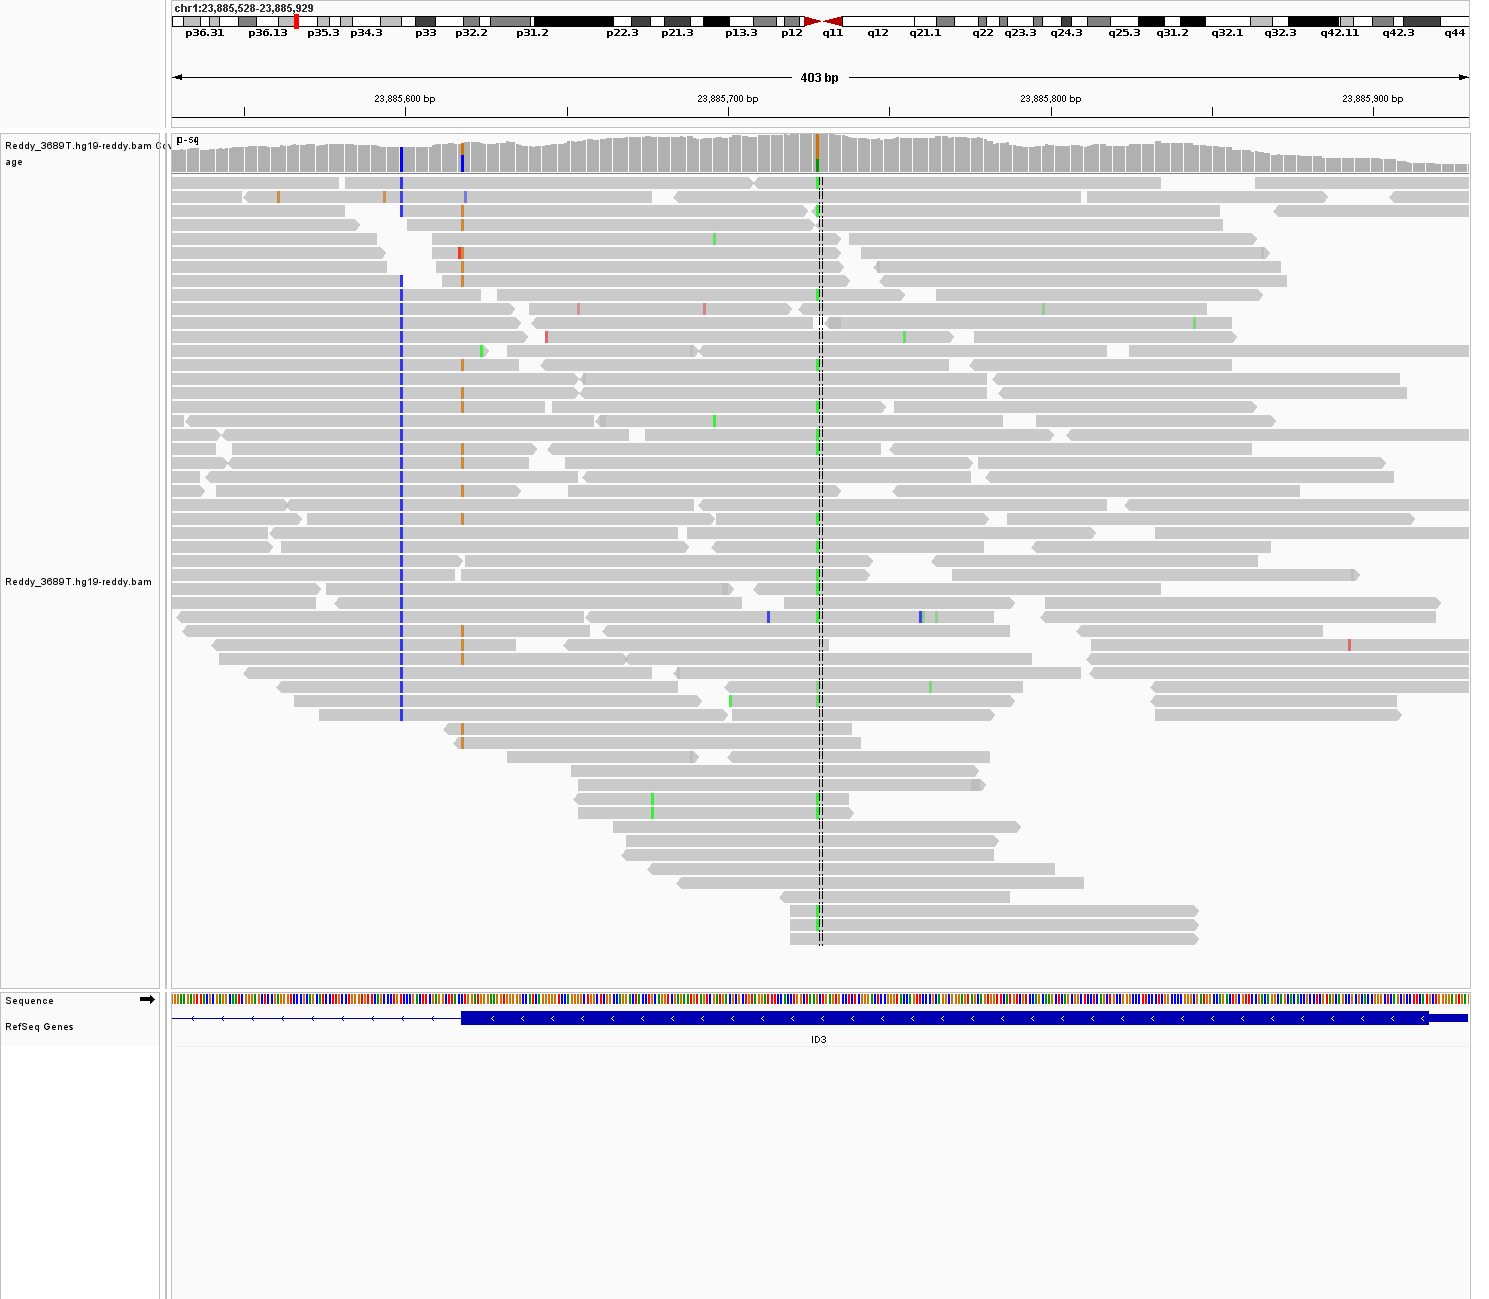 chr1:23,885,528-23,885,929
p36.31 p36.13 p35.3 p34.3 p33 p32.2 p31.2 p22.3 p21.3 p13.3 p12 q11 q12 q21.1 q22 q23.3 q24.3 q25.3 q31.2 q32.1 q32.3 q42.11 q42.3 q44
403 bp
23,885,600 bp 23,885,700 bp 23,885,800 bp 23,885,900 bp
[0-54]
Reddy_3689T.hg19-reddy.bam Cov
age
Reddy_3689T.hg19-reddy.bam
Sequence
RefSeq Genes
ID3